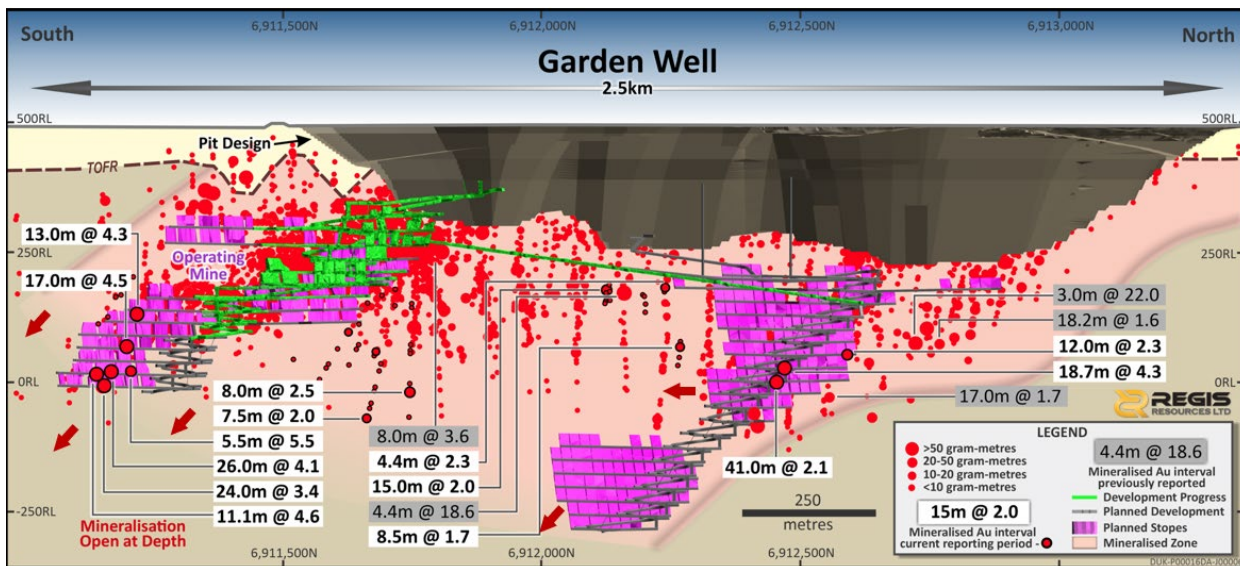 6,911,500N
6,912,000N
6,912,500N
6,913,000N
South
North
Garden Well
2.5km
500RL
500RL
Pit Design
TOFR
13.0m @ 4.3
250RL
250RL
Operating
Mine
17.0m @ 4.5
3.0m @ 22.0
18.2m @ 1.6
12.0m @ 2.3
18.7m @ 4.3
0RL
0RL
17.0m @ 1.7
8.0m @ 2.5
7.5m @ 2.0
5.5m @ 5.5
26.0m @ 4.1
24.0m @ 3.4
11.1m @ 4.6
8.0m @ 3.6
4.4m @ 2.3
15.0m @ 2.0
4.4m @ 18.6
8.5m @ 1.7
41.0m @ 2.1
REGIS
RESOURCES LTD
250
metres
-250RL
Mineralisation
Open at Depth
LEGEND
>50 gram-metres
20-50 gram-metres
10-20 gram-metres
<10 gram-metres
15m @ 2.0
Mineralised Au interval
current reporting period -
4.4m @ 18.6
Mineralised Au interval
previously reported
Development Progress
Planned Development
Planned Stopes
Mineralised Zone
6,911,500N
6,912,000N
6,912,500N
6,913,000N